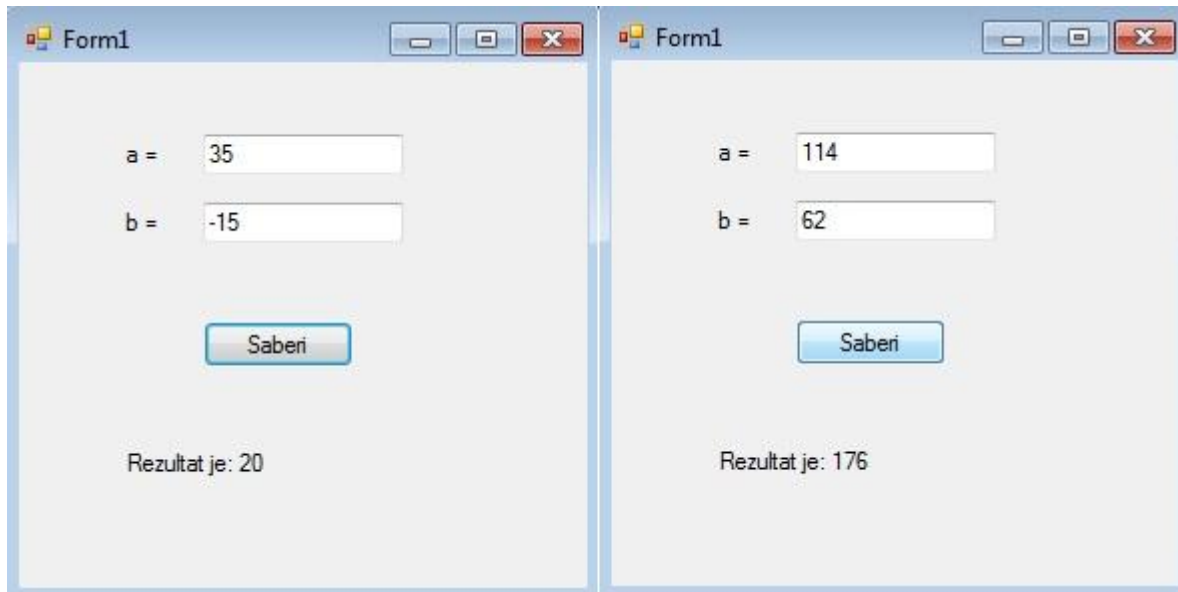 Form1
a = 35
b = -15
Saberi
Rezultat je: 20
Form1
a = 114
b = 62
Saberi
Rezultat je: 176